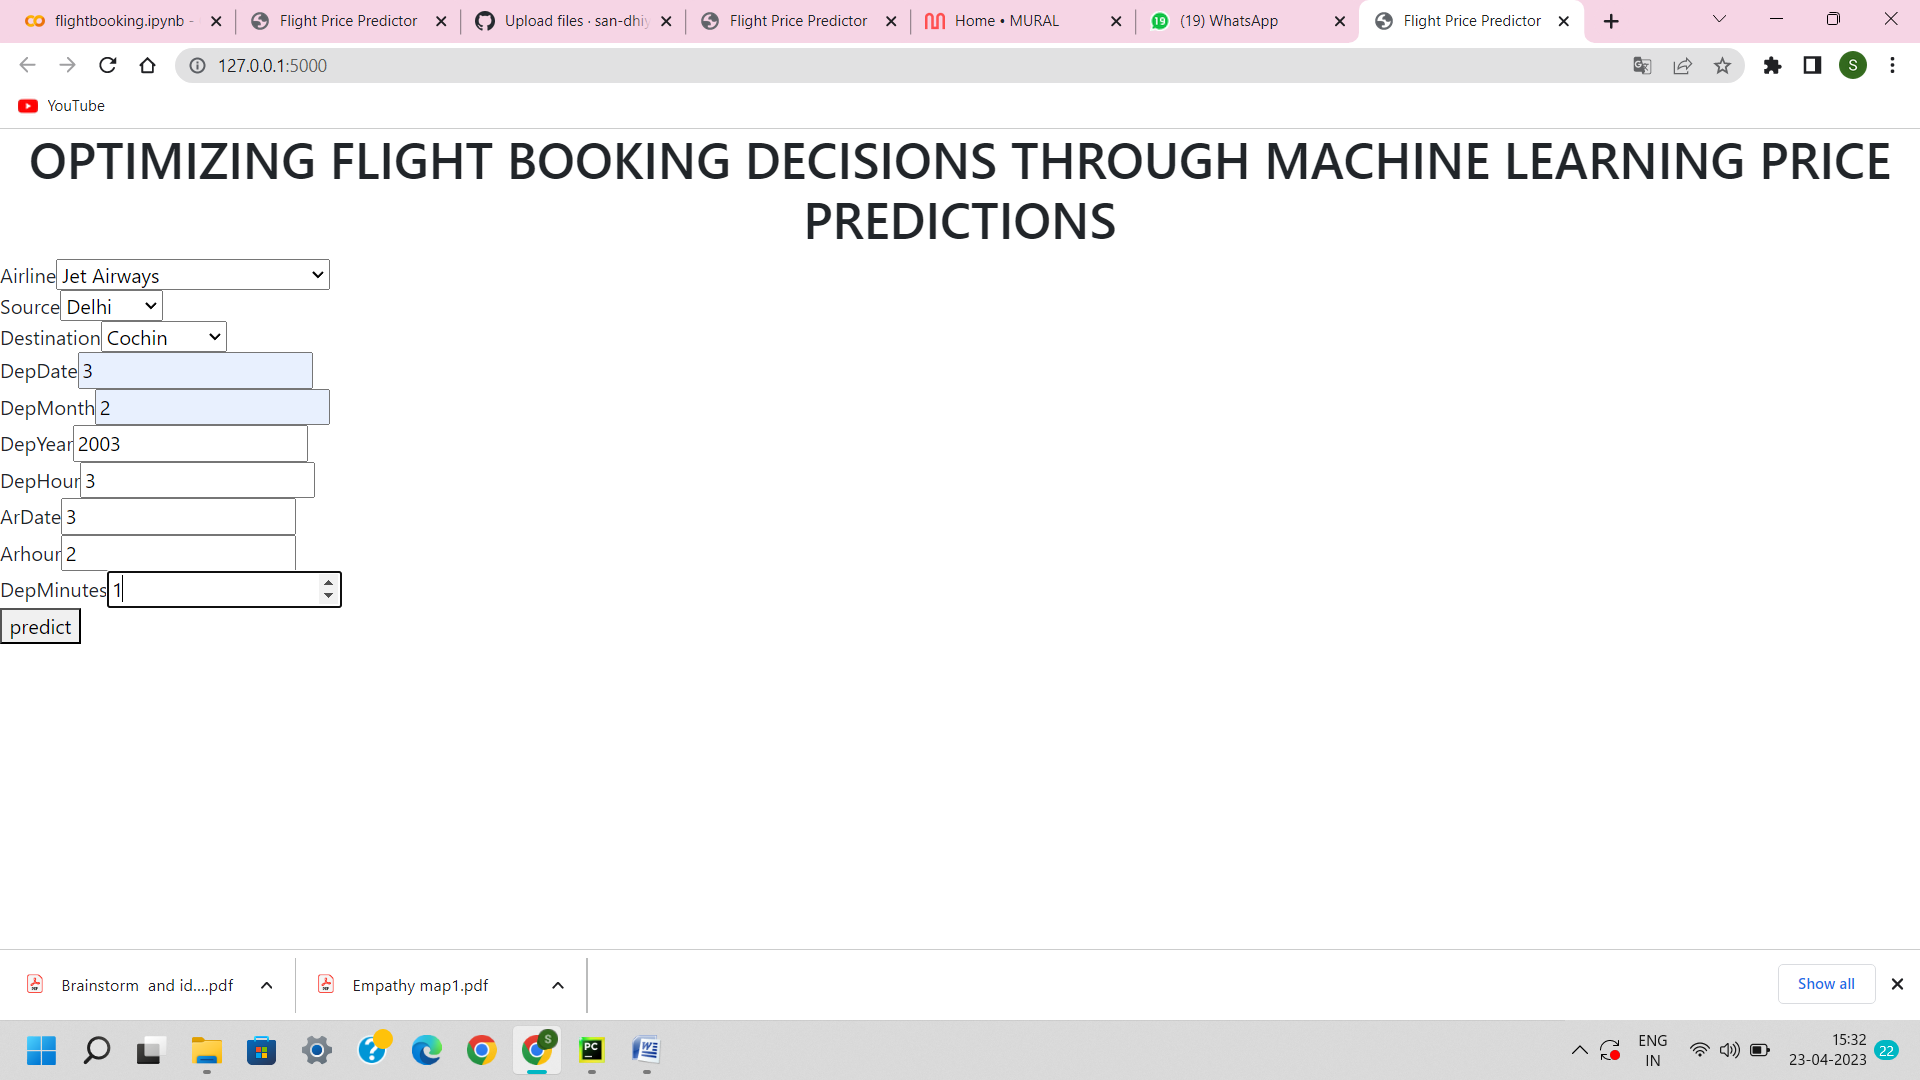 flightbooking.ipynb -
Flight Price Predictor
Upload files · san-dhiy
Flight Price Predictor
Home • MURAL
19
(19) WhatsApp
Flight Price Predictor
127.0.0.1:5000
S
YouTube
OPTIMIZING FLIGHT BOOKING DECISIONS THROUGH MACHINE LEARNING PRICE
PREDICTIONS
Airline Jet Airways
Source Delhi
Destination Cochin
DepDate 3
DepMonth 2
DepYear 2003
DepHour 3
ArDate 3
Arhour 2
DepMinutes 1
predict
Brainstorm and id....pdf
Empathy map1.pdf
Show all
S
PC
ENG
IN
15:32
23-04-2023
22